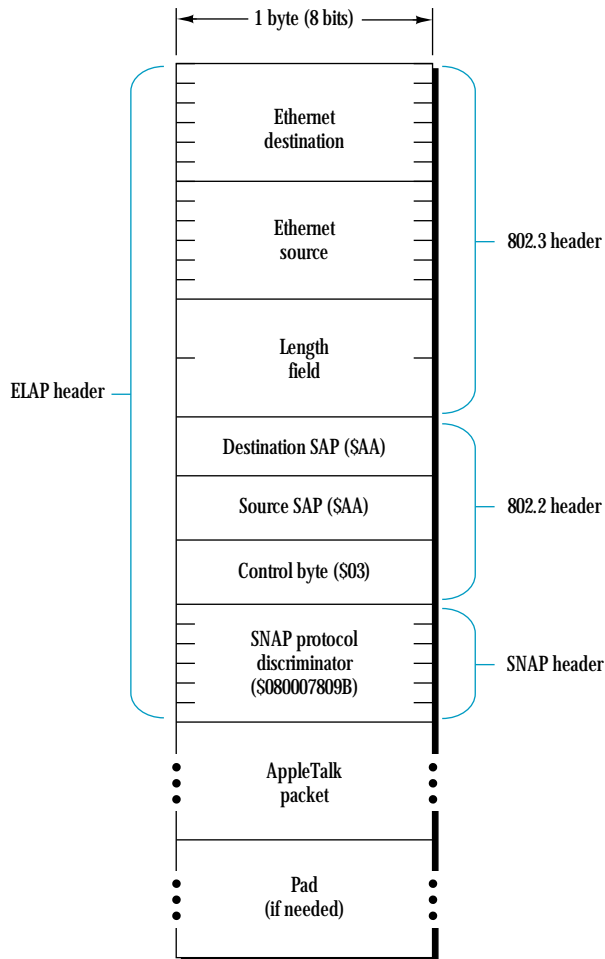 1 byte (8 bits)
Ethernet
destination
Ethernet
source
802.3 header
Length
field
ELAP header
Destination SAP ($AA)
Source SAP ($AA)
802.2 header
Control byte ($03)
SNAP protocol
discriminator
($080007809B)
SNAP header
AppleTalk
packet
Pad
(if needed)